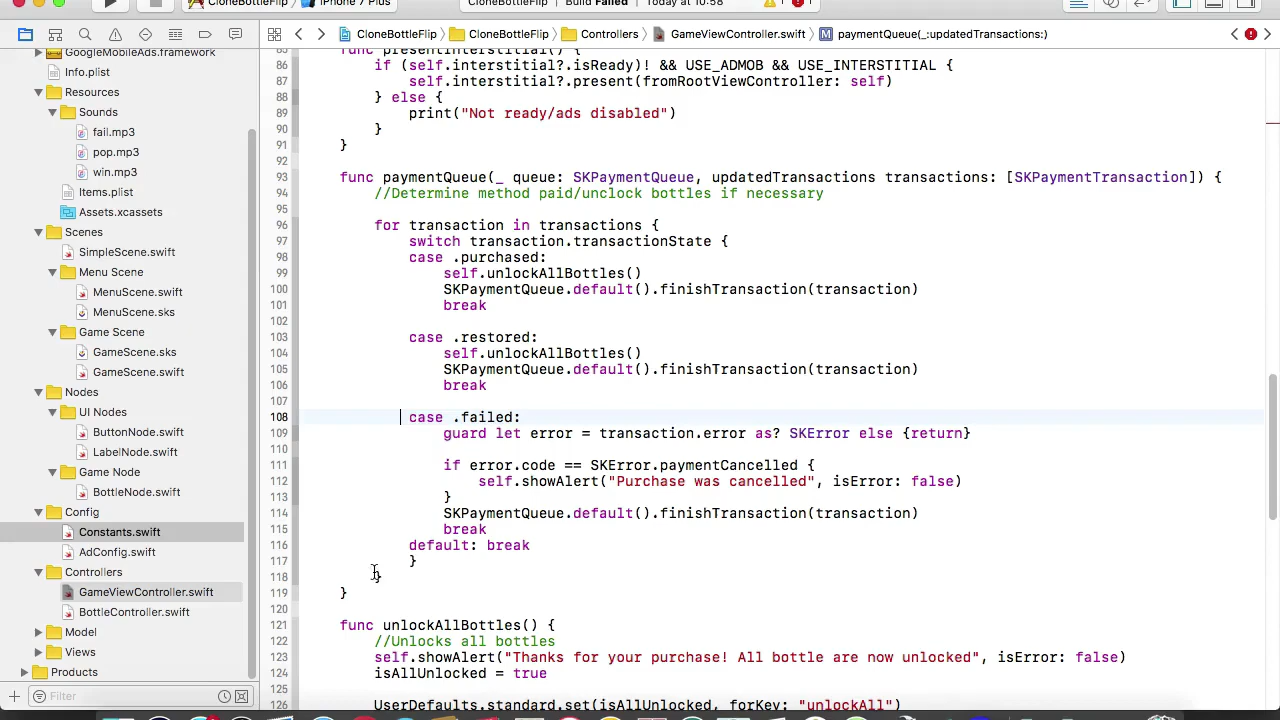 CloneBottleFlip iPhone 7 Plus CloneBottleFlip Build Failed Today at 10:58
CloneBottleFlip CloneBottleFlip Controllers GameViewController.swift M paymentQueue(_:updatedTransactions:)
GoogleMobileAds.framework
Info.plist
Resources
Sounds
fail.mp3
pop.mp3
win.mp3
Items.plist
Assets.xcassets
Scenes
SimpleScene.swift
Menu Scene
MenuScene.swift
MenuScene.sks
Game Scene
GameScene.sks
GameScene.swift
Nodes
UI Nodes
ButtonNode.swift
LabelNode.swift
Game Node
BottleNode.swift
Config
Constants.swift
AdConfig.swift
Controllers
GameViewController.swift
BottleController.swift
Model
Views
Products
Filter
85 func presentInterstitial() {
86 if (self.interstitial?.isReady)! && USE_ADMOB && USE_INTERSTITIAL {
87 self.interstitial?.present(fromRootViewController: self)
88 } else {
89 print("Not ready/ads disabled")
90 }
91 }
92
93 func paymentQueue(_ queue: SKPaymentQueue, updatedTransactions transactions: [SKPaymentTransaction]) {
94 //Determine method paid/unclock bottles if necessary
95
96 for transaction in transactions {
97 switch transaction.transactionState {
98 case .purchased:
99 self.unlockAllBottles()
100 SKPaymentQueue.default().finishTransaction(transaction)
101 break
102
103 case .restored:
104 self.unlockAllBottles()
105 SKPaymentQueue.default().finishTransaction(transaction)
106 break
107
108 case .failed:
109 guard let error = transaction.error as? SKError else {return}
110
111 if error.code == SKError.paymentCancelled {
112 self.showAlert("Purchase was cancelled", isError: false)
113 }
114 SKPaymentQueue.default().finishTransaction(transaction)
115 break
116 default: break
117 }
118 }
119 }
120
121 func unlockAllBottles() {
122 //Unlocks all bottles
123 self.showAlert("Thanks for your purchase! All bottle are now unlocked", isError: false)
124 isAllUnlocked = true
125
126 UserDefaults.standard.set(isAllUnlocked, forKey: "unlockAll")